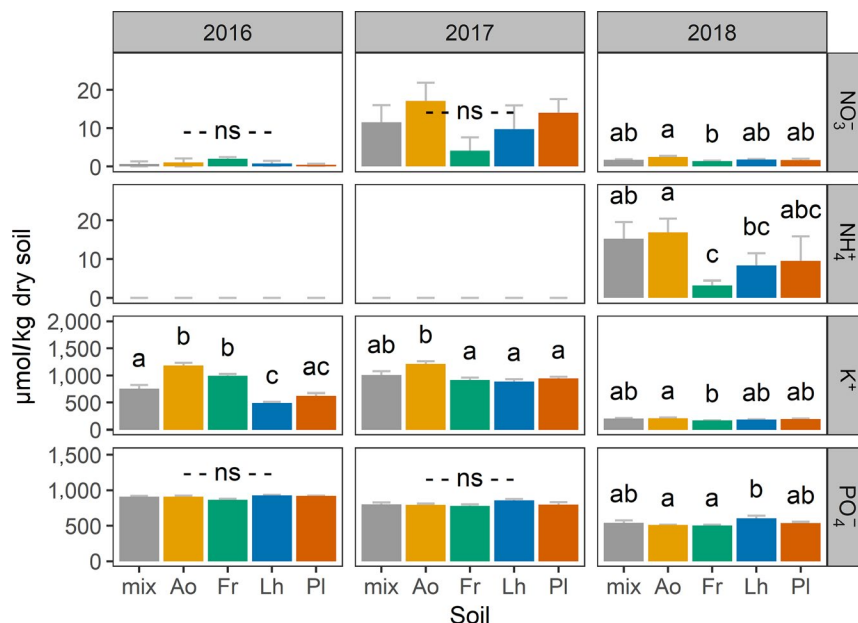 2016 2017 2018
20
10
0
- - ns - - -
- - ns - - -
ab a b ab ab
NO₃⁻
20
10
0
ab a c bc abc
NH₄⁺
µmol/kg dry soil
2,000
1,500
1,000
500
0
a b b c ac
ab b a a a
ab a b ab ab
K⁺
1,500
1,000
500
0
- - ns - - -
- - ns - - -
ab a a b ab
PO₄⁻
mix Ao Fr Lh Pl mix Ao Fr Lh Pl mix Ao Fr Lh Pl
Soil